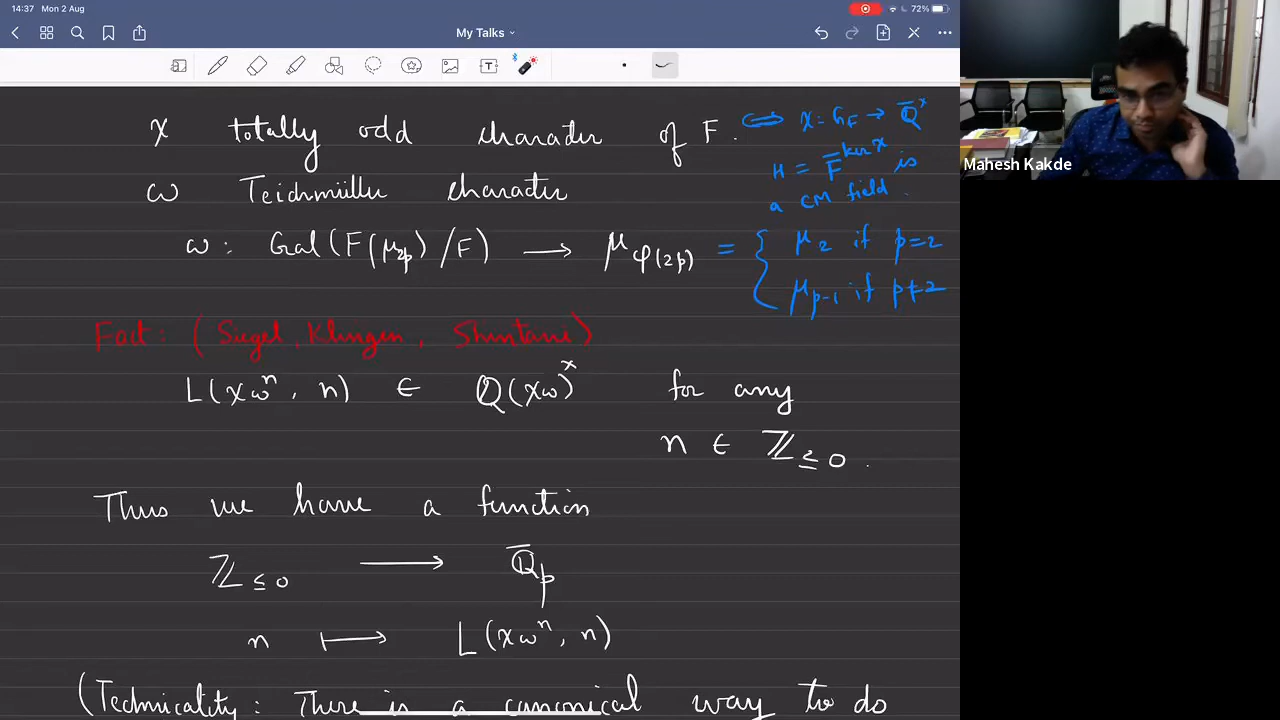 14:37 Mon 2 Aug
72%
My Talks
χ totally odd character of F.
⟺ χ: G_F → Q̄^×
H = F̄^{ker χ} is
a CM field.
ω Teichmüller character
ω: Gal(F(μ_{2p})/F) ⟶ μ_{φ(2p)} = { μ_2 if p=2
μ_{p-1} if p≠2
Fact: (Siegel, Klingen, Shintani)
L(χω^n, n) ∈ Q(χω)^× for any
n ∈ ℤ_{≤0}.
Thus we have a function
ℤ_{≤0} ⟶ Q̄_p
n ⟼ L(χω^n, n)
(Technicality: There is a canonical way to do
Mahesh Kakde